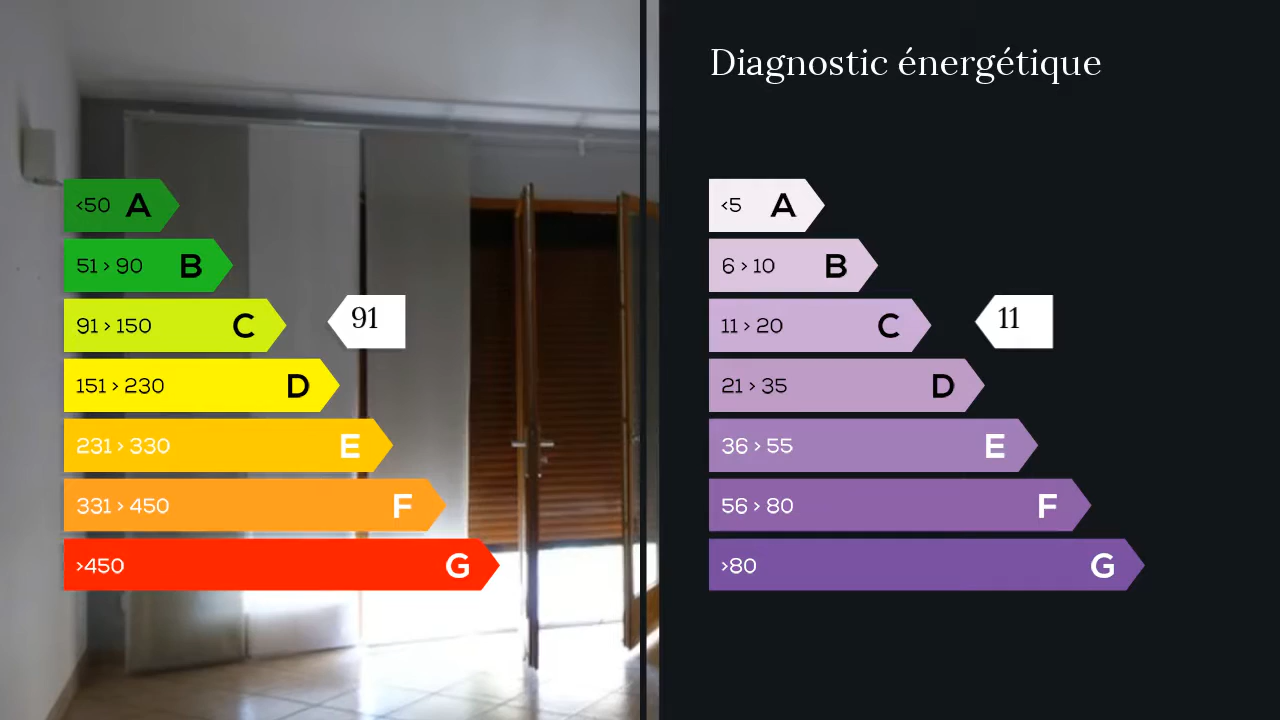 Diagnostic énergétique
<50 A
51 > 90 B
91 > 150 C
91
151 > 230 D
231 > 330 E
331 > 450 F
>450 G
<5 A
6 > 10 B
11 > 20 C
11
21 > 35 D
36 > 55 E
56 > 80 F
>80 G